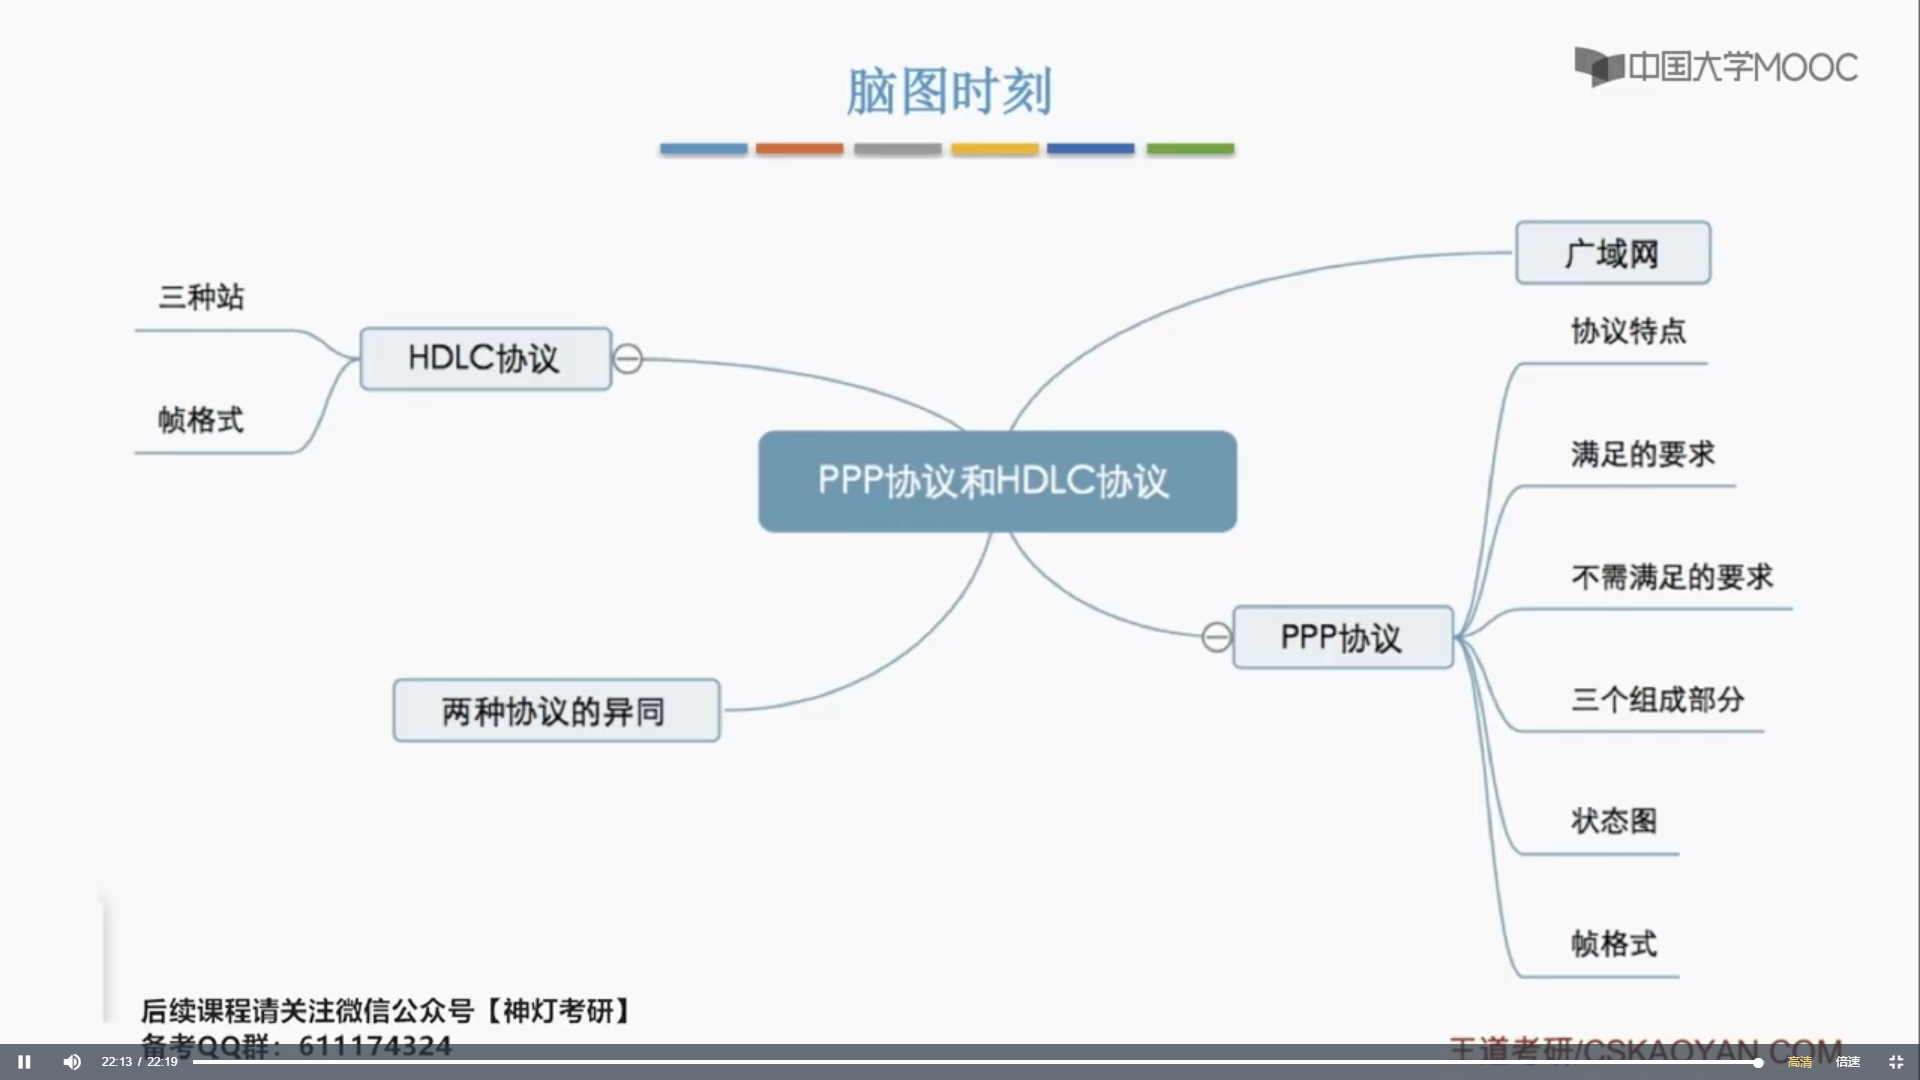 中国大学MOOC
脑图时刻
广域网
三种站
HDLC协议
帧格式
PPP协议和HDLC协议
两种协议的异同
PPP协议
协议特点
满足的要求
不需满足的要求
三个组成部分
状态图
帧格式
后续课程请关注微信公众号【神灯考研】
备考QQ群：611174324
王道考研/CSKAOYAN.COM
22:13 / 22:19
高清
倍速